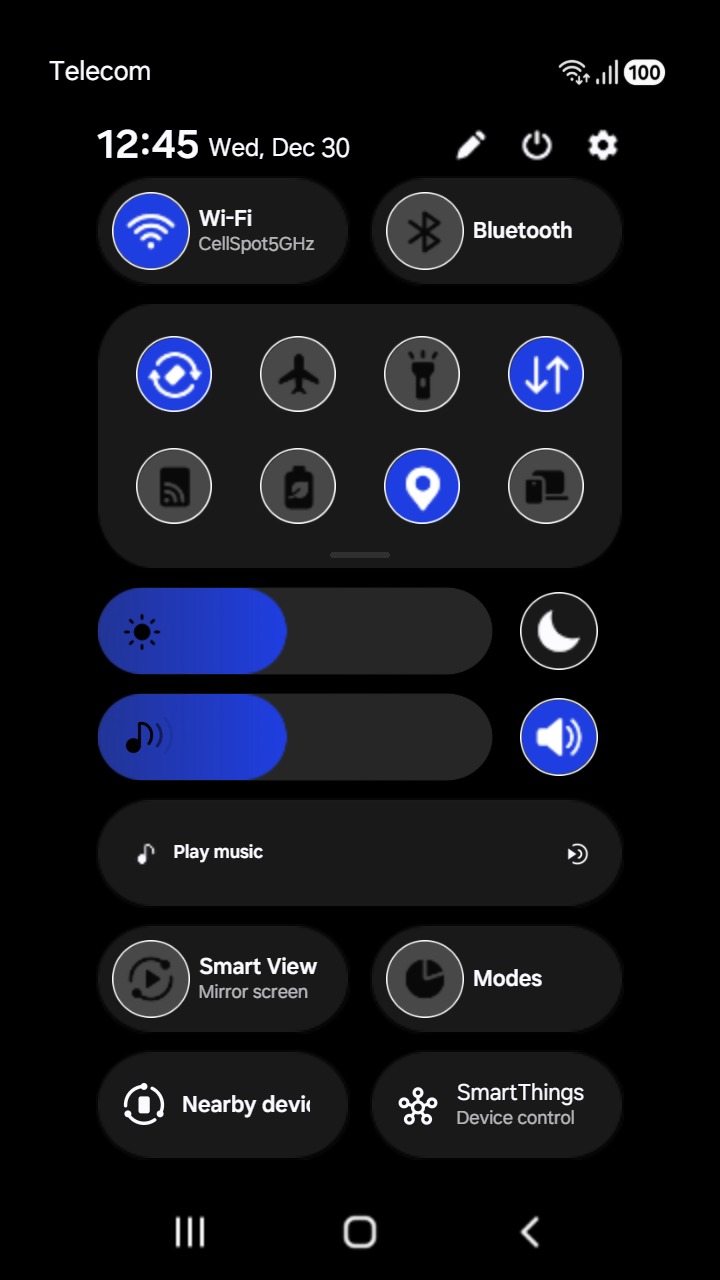 Telecom
100
12:45 Wed, Dec 30
Wi-Fi
CellSpot5GHz
Bluetooth
Play music
Smart View
Mirror screen
Modes
Nearby devi
SmartThings
Device control